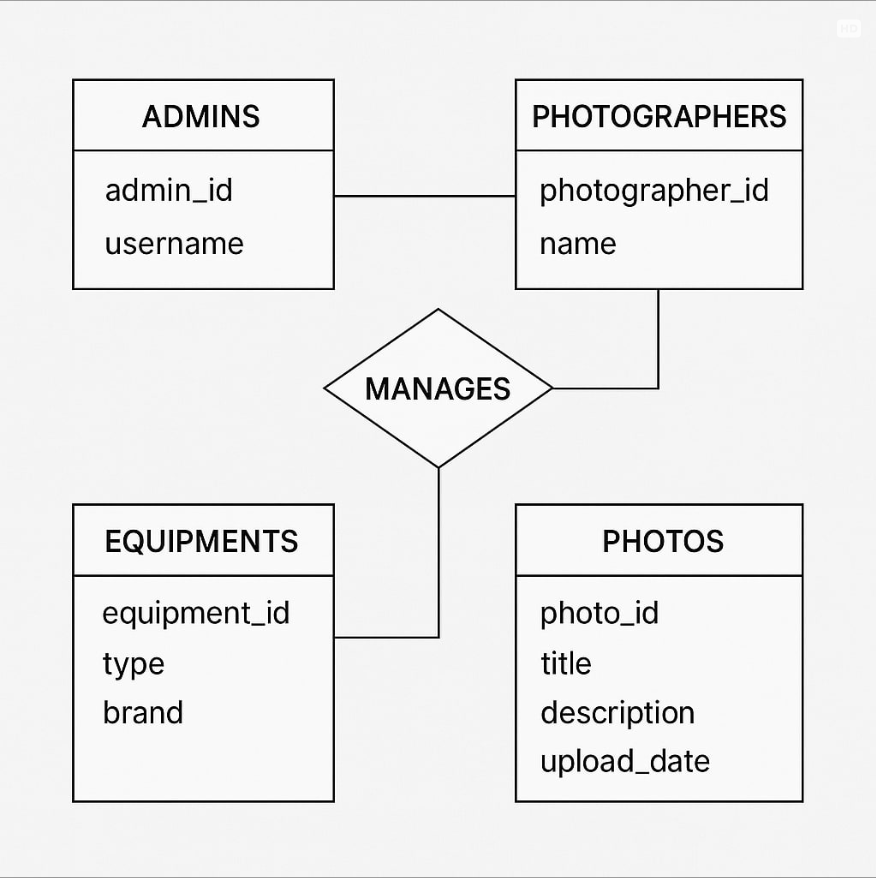 HD
ADMINS
admin_id
username
PHOTOGRAPHERS
photographer_id
name
MANAGES
EQUIPMENTS
equipment_id
type
brand
PHOTOS
photo_id
title
description
upload_date